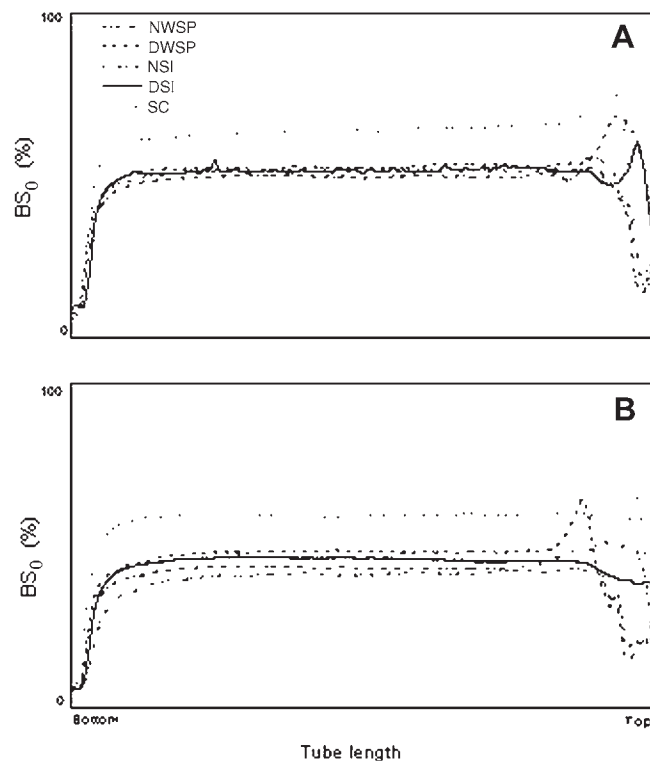 100
A
NWSP
DWSP
NSI
DSI
SC
BS₀ (%)
0
100
B
BS₀ (%)
0
Bottom
Top
Tube length